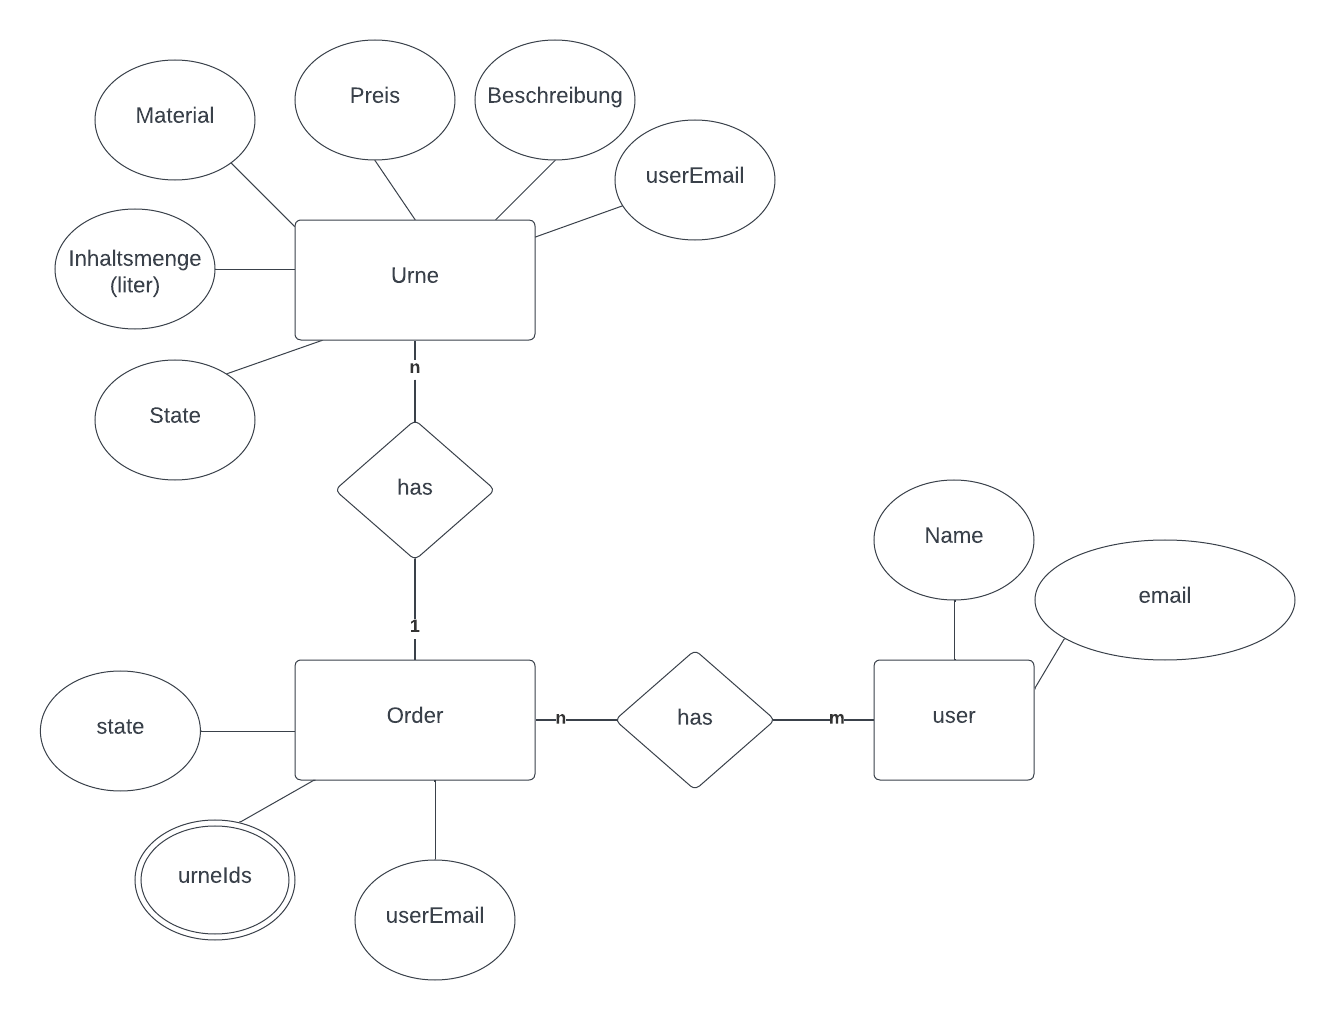 Preis
Beschreibung
Material
userEmail
Inhaltsmenge
(liter)
Urne
n
State
has
Name
email
1
state
Order
n
has
m
user
urneIds
userEmail